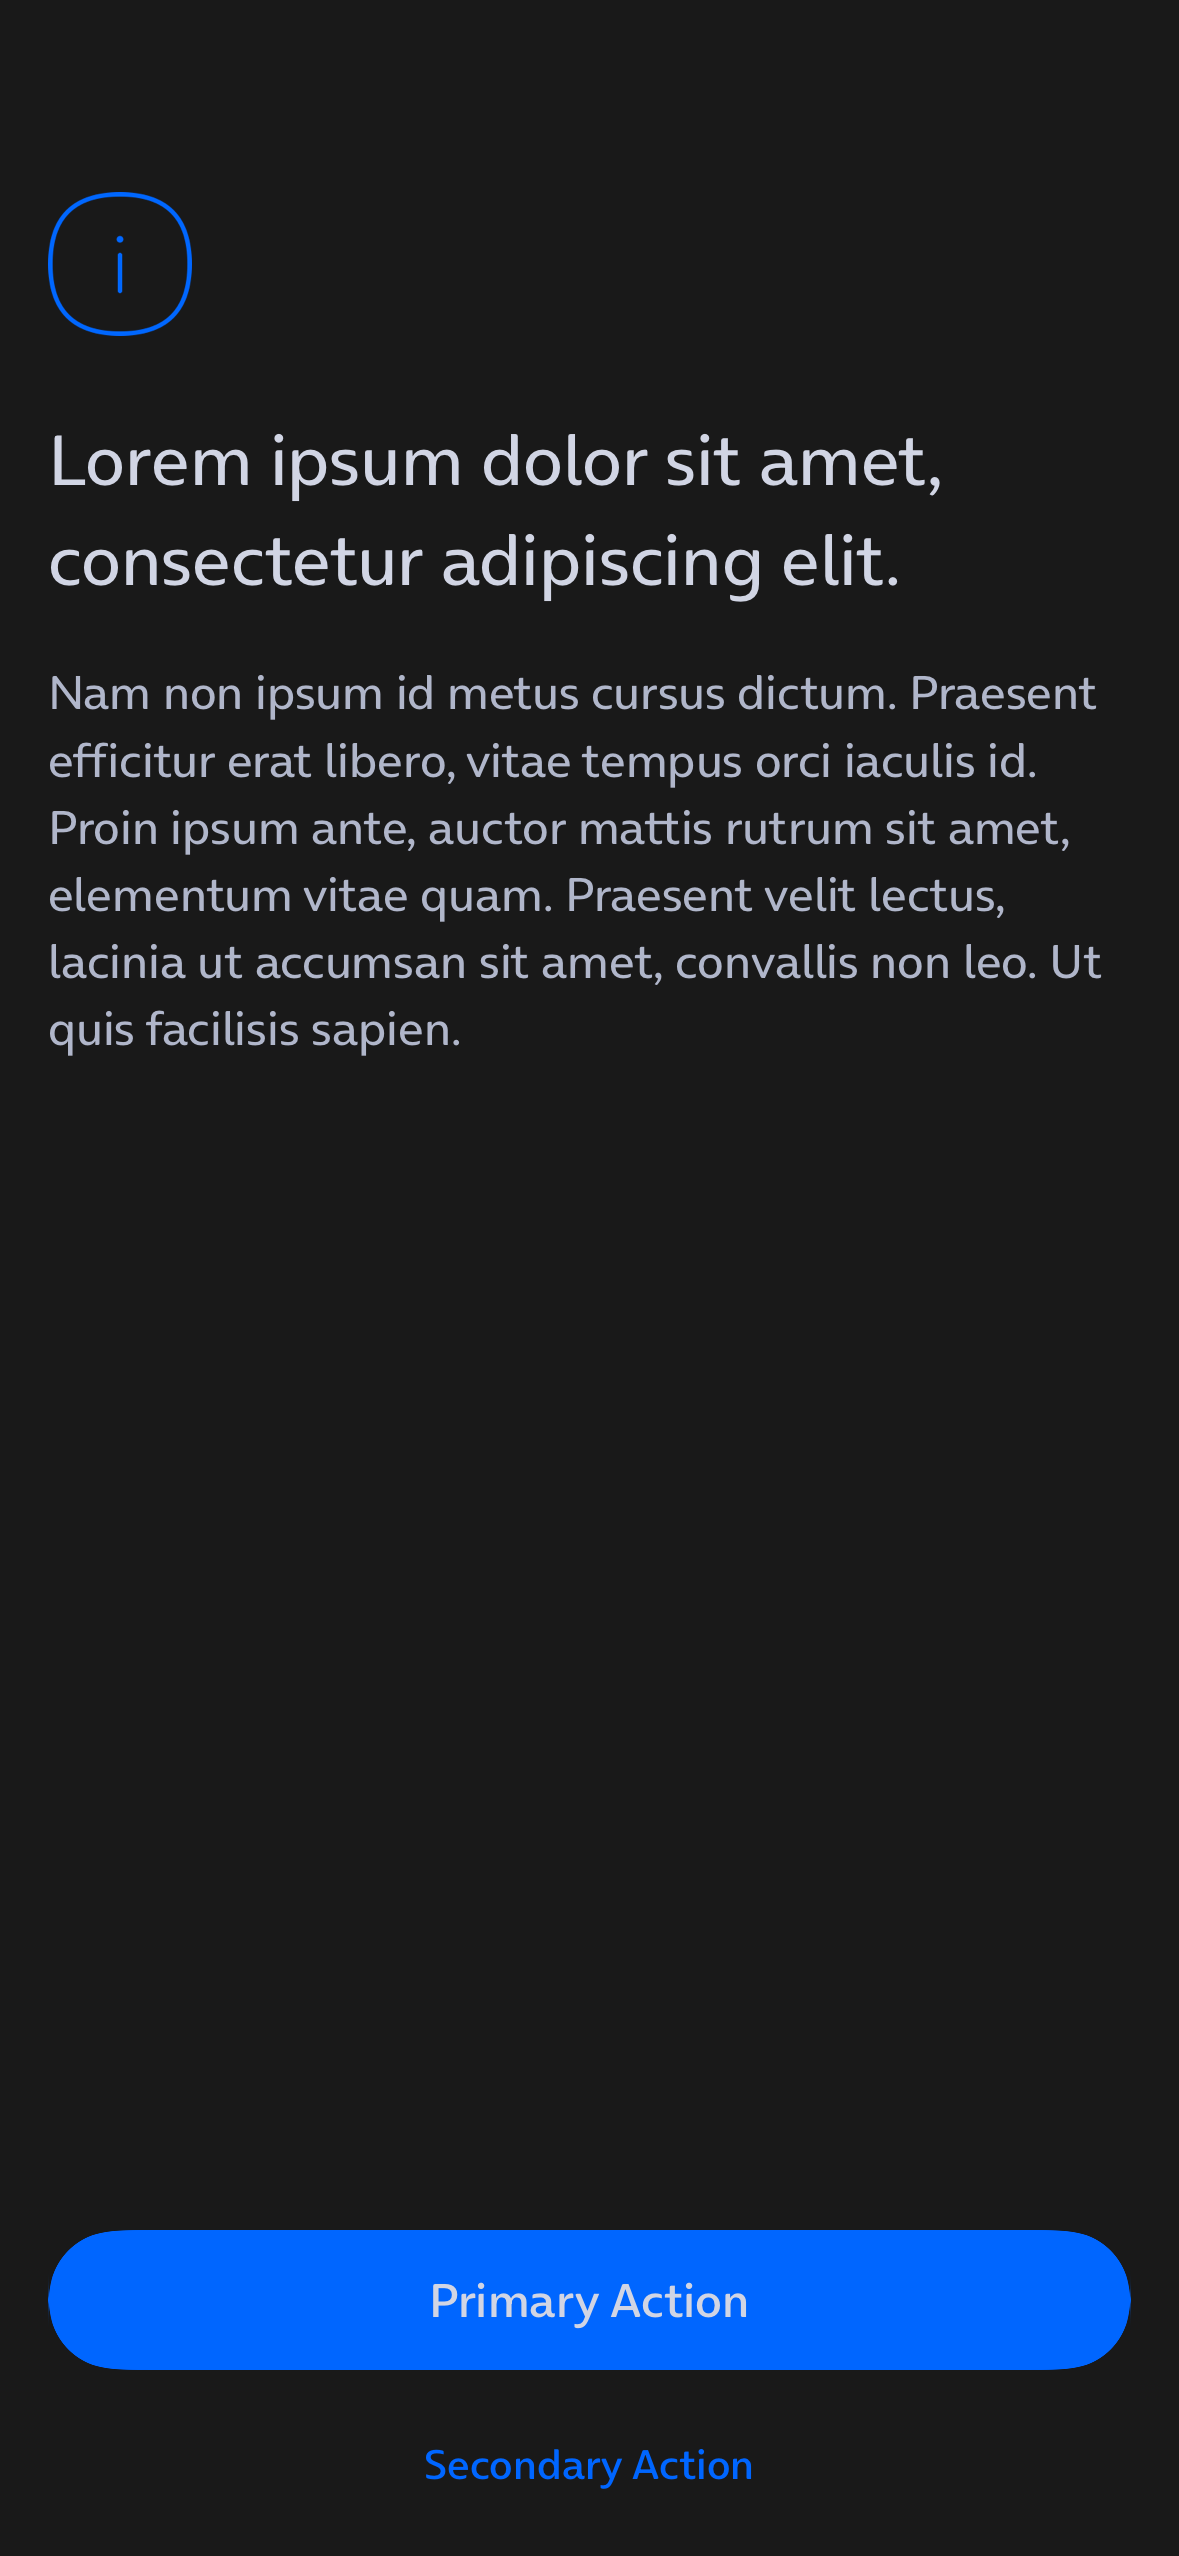 i
Lorem ipsum dolor sit amet,
consectetur adipiscing elit.
Nam non ipsum id metus cursus dictum. Praesent
efficitur erat libero, vitae tempus orci iaculis id.
Proin ipsum ante, auctor mattis rutrum sit amet,
elementum vitae quam. Praesent velit lectus,
lacinia ut accumsan sit amet, convallis non leo. Ut
quis facilisis sapien.
Primary Action
Secondary Action